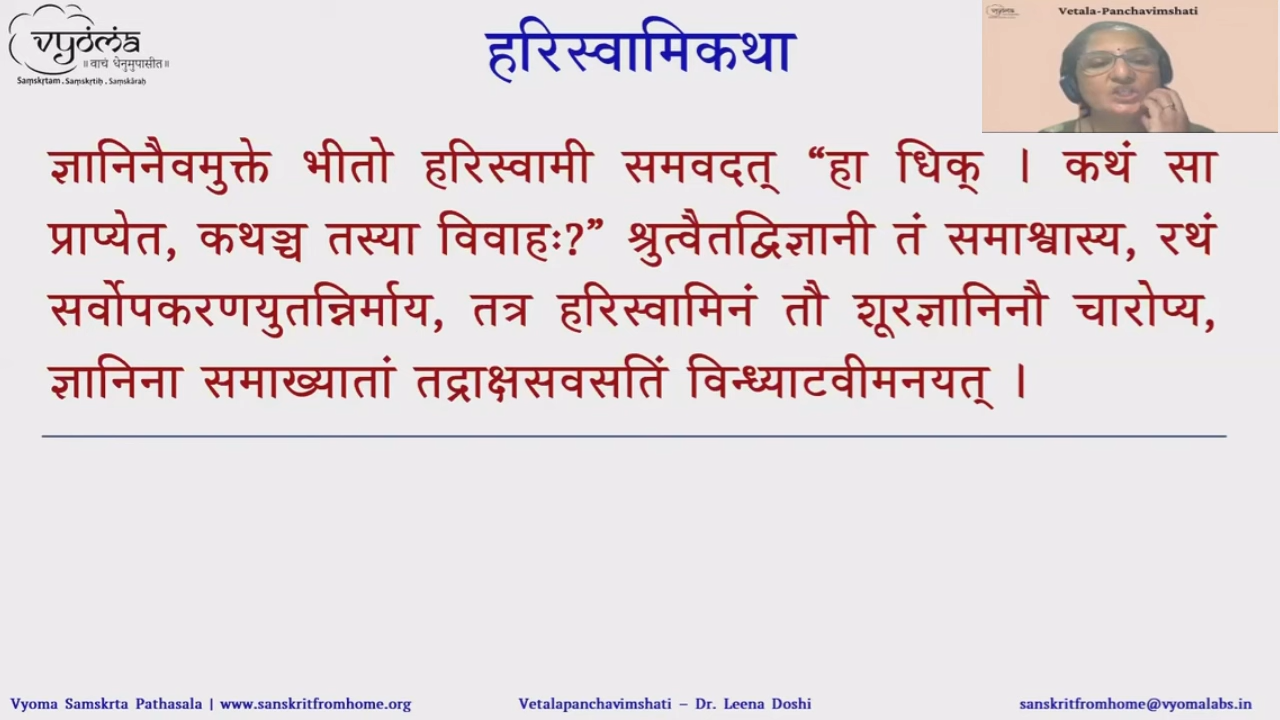 vyoma
॥ वाचं धेनुमुपासीत॥
Saṃskṛtam . Saṃskṛtiḥ . Saṃskāraḥ
हरिस्वामिकथा
Vetala-Panchavimshati
ज्ञानिनैवमुक्ते भीतो हरिस्वामी समवदत् “हा धिक् । कथं सा
प्राप्येत, कथञ्च तस्या विवाहः?” श्रुत्वैतद्विज्ञानी तं समाश्वास्य, रथं
सर्वोपकरणयुतन्निर्माय, तत्र हरिस्वामिनं तौ शूरज्ञानिनौ चारोप्य,
ज्ञानिना समाख्यातां तद्राक्षसवसतिं विन्ध्याटवीमनयत् ।
Vyoma Samskrta Pathasala | www.sanskritfromhome.org
Vetalapanchavimshati – Dr. Leena Doshi
sanskritfromhome@vyomalabs.in